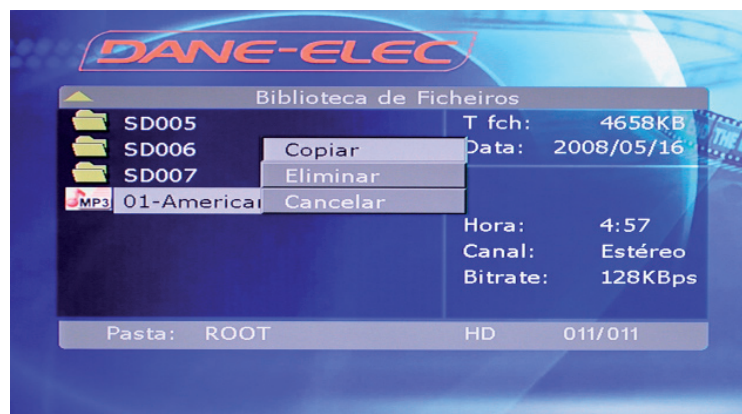 DANE-ELEC
Biblioteca de Ficheiros
SD005
SD006
SD007
MP3 01-America
Copiar
Eliminar
Cancelar
T fch: 4658KB
Data: 2008/05/16
Hora: 4:57
Canal: Estéreo
Bitrate: 128KBps
Pasta: ROOT HD 011/011